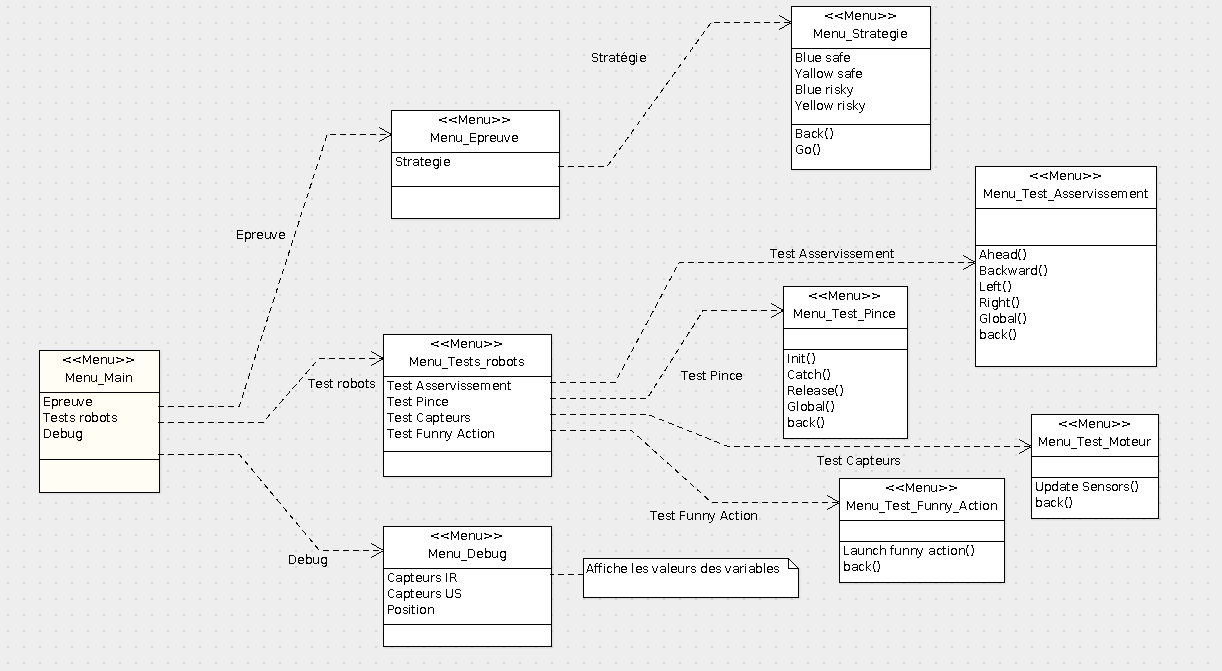 <<Menu>>
Menu_Strategie
Blue safe
Yallow safe
Blue risky
Yellow risky
Back()
Go()
Stratégie
<<Menu>>
Menu_Epreuve
Strategie
Epreuve
<<Menu>>
Menu_Test_Asservissement
Ahead()
Backward()
Left()
Right()
Global()
back()
Test Asservissement
<<Menu>>
Menu_Test_Pince
Init()
Catch()
Release()
Global()
back()
Test Pince
<<Menu>>
Menu_Main
Epreuve
Tests robots
Debug
Test robots
<<Menu>>
Menu_Tests_robots
Test Asservissement
Test Pince
Test Capteurs
Test Funny Action
<<Menu>>
Menu_Test_Moteur
Update Sensors()
back()
Test Capteurs
<<Menu>>
Menu_Test_Funny_Action
Launch funny action()
back()
Test Funny Action
Debug
<<Menu>>
Menu_Debug
Capteurs IR
Capteurs US
Position
Affiche les valeurs des variables